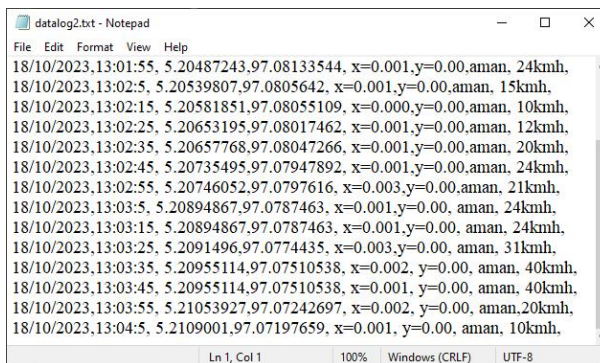 datalog2.txt - Notepad
File Edit Format View Help
18/10/2023,13:01:55, 5.20487243,97.08133544, x=0.001,y=0.00,aman, 24kmh,
18/10/2023,13:02:5, 5.20539807,97.0805642, x=0.001,y=0.00,aman, 15kmh,
18/10/2023,13:02:15, 5.20581851,97.08055109, x=0.000,y=0.00,aman, 10kmh,
18/10/2023,13:02:25, 5.20653195,97.08017462, x=0.001,y=0.00,aman, 12kmh,
18/10/2023,13:02:35, 5.20657768,97.08047266, x=0.001,y=0.00,aman, 20kmh,
18/10/2023,13:02:45, 5.20735495,97.07947892, x=0.001,y=0.00,aman, 24kmh,
18/10/2023,13:02:55, 5.20746052,97.0797616, x=0.003,y=0.00,aman, 21kmh,
18/10/2023,13:03:5, 5.20894867,97.0787463, x=0.001,y=0.00, aman, 24kmh,
18/10/2023,13:03:15, 5.20894867,97.0787463, x=0.001,y=0.00, aman, 24kmh,
18/10/2023,13:03:25, 5.2091496,97.0774435, x=0.003,y=0.00, aman, 31kmh,
18/10/2023,13:03:35, 5.20955114,97.07510538, x=0.002, y=0.00, aman, 40kmh,
18/10/2023,13:03:45, 5.20955114,97.07510538, x=0.001, y=0.00, aman, 40kmh,
18/10/2023,13:03:55, 5.21053927,97.07242697, x=0.002, y=0.00, aman,20kmh,
18/10/2023,13:04:5, 5.2109001,97.07197659, x=0.001, y=0.00, aman, 10kmh,
Ln 1, Col 1 100% Windows (CRLF) UTF-8